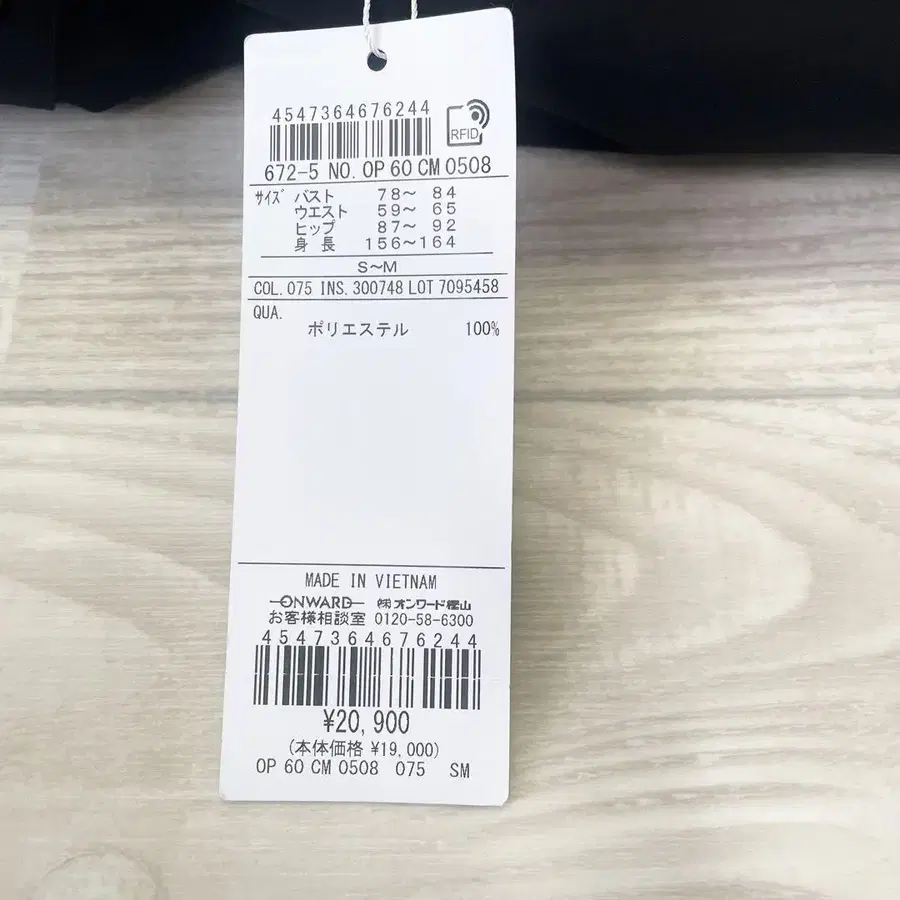 4547364676244
RFID
672-5 NO. OP 60 CM 0508
サイズ バスト 78～ 84
ウエスト 59～ 65
ヒップ 87～ 92
身 長 156～164
S～M
COL. 075 INS. 300748 LOT 7095458
QUA.
ポリエステル 100%
MADE IN VIETNAM
ONWARD ㈱オンワード樫山
お客様相談室 0120-58-6300
4547364676244
¥20,900
(本体価格 ¥19,000)
OP 60 CM 0508 075 SM